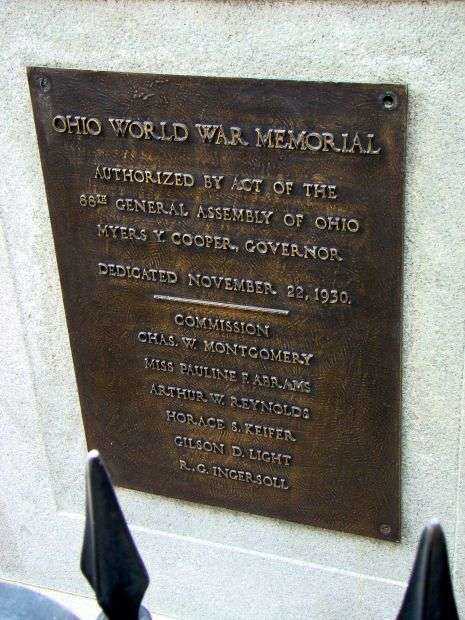 OHIO WORLD WAR MEMORIAL
AUTHORIZED BY ACT OF THE
88TH GENERAL ASSEMBLY OF OHIO
MYERS Y. COOPER, GOVERNOR
DEDICATED NOVEMBER 22, 1930.
COMMISSION
CHAS. W. MONTGOMERY
MISS PAULINE F. ABRAMS
ARTHUR W. REYNOLDS
HORACE S. KEIFER
GILSON D. LIGHT
R. G. INGERSOLL